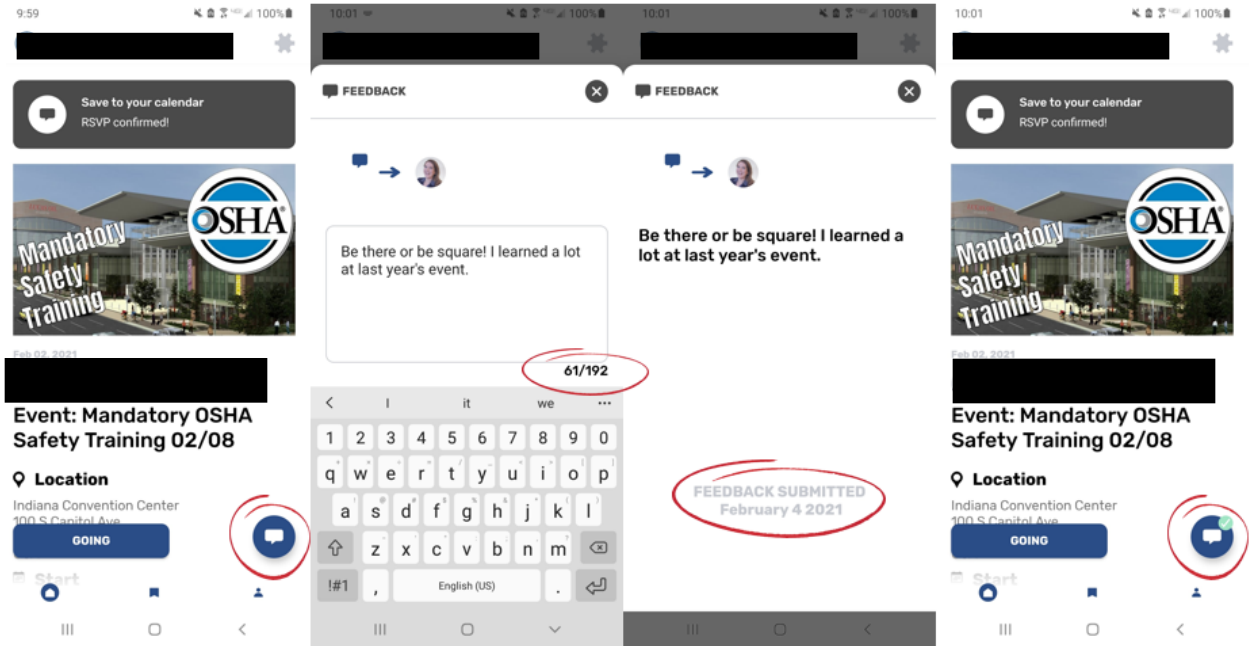 9:59
100%
Save to your calendar
RSVP confirmed!
OSHA®
Mandatory
Safety
Training
Feb 02, 2021
Event: Mandatory OSHA
Safety Training 02/08
Location
Indiana Convention Center
100 S Capitol Ave
GOING
Start
10:01
100%
FEEDBACK
Be there or be square! I learned a lot
at last year's event.
61/192
I it we
1 2 3 4 5 6 7 8 9 0
q w e r t y u i o p
a s d f g h j k l
z x c v b n m
!#1 , English (US) .
10:01
100%
FEEDBACK
Be there or be square! I learned a
lot at last year's event.
FEEDBACK SUBMITTED
February 4 2021
10:01
100%
Save to your calendar
RSVP confirmed!
OSHA®
Mandatory
Safety
Training
Feb 02, 2021
Event: Mandatory OSHA
Safety Training 02/08
Location
Indiana Convention Center
100 S Capitol Ave
GOING
Start